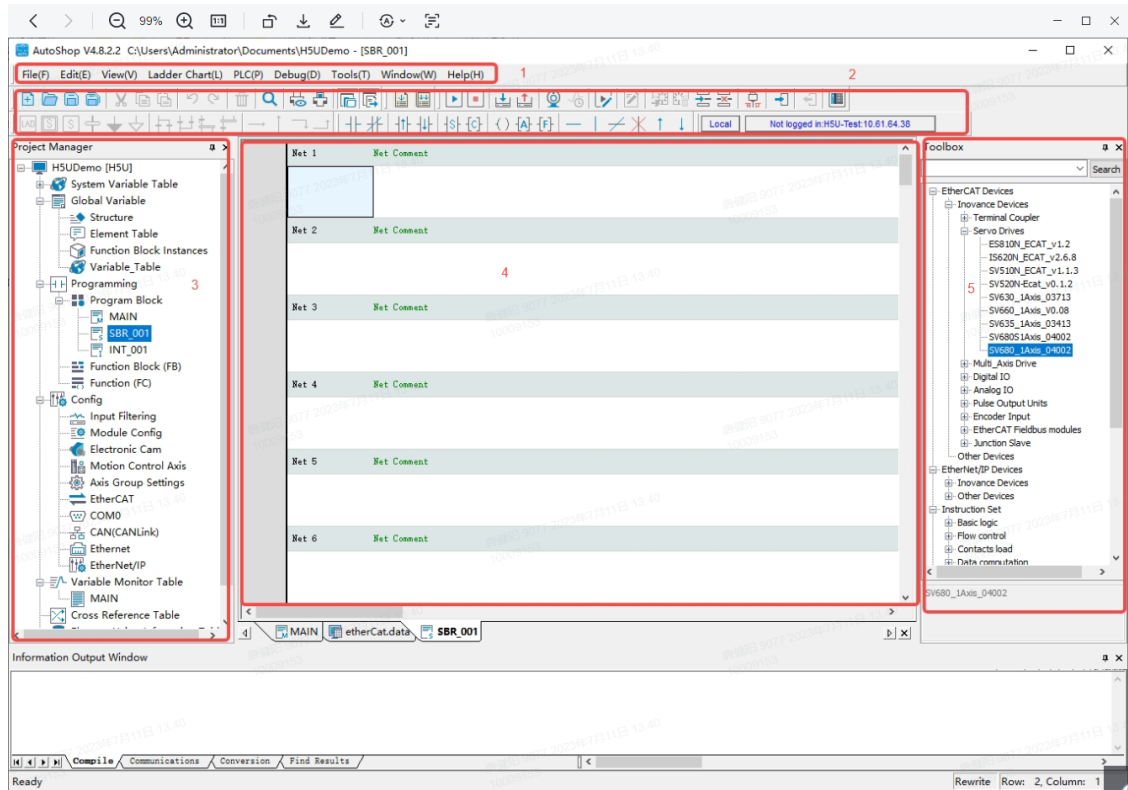 99%
1:1
AutoShop V4.8.2.2 C:\Users\Administrator\Documents\H5UDemo - [SBR_001]
File(F) Edit(E) View(V) Ladder Chart(L) PLC(P) Debug(D) Tools(T) Window(W) Help(H)
1
2
Local
Not logged in:H5U-Test:10.61.64.38
Project Manager
H5UDemo [H5U]
System Variable Table
Global Variable
Structure
Element Table
Function Block Instances
Variable_Table
Programming
3
Program Block
MAIN
SBR_001
INT_001
Function Block (FB)
Function (FC)
Config
Input Filtering
Module Config
Electronic Cam
Motion Control Axis
Axis Group Settings
EtherCAT
COM0
CAN(CANLink)
Ethernet
EtherNet/IP
Variable Monitor Table
MAIN
Cross Reference Table
Net 1 Net Comment
Net 2 Net Comment
4
Net 3 Net Comment
Net 4 Net Comment
Net 5 Net Comment
Net 6 Net Comment
MAIN
etherCat.data
SBR_001
Toolbox
Search
EtherCAT Devices
Inovance Devices
Terminal Coupler
Servo Drives
ES810N_ECAT_v1.2
IS620N_ECAT_v2.6.8
SV510N_ECAT_v1.1.3
SV520N-Ecat_v0.1.2
5
SV630_1Axis_03713
SV660_1Axis_V0.08
SV635_1Axis_03413
SV680S1Axis_04002
SV680_1Axis_04002
Multi_Axis Drive
Digital IO
Analog IO
Pulse Output Units
Encoder Input
EtherCAT Fieldbus modules
Junction Slave
Other Devices
EtherNet/IP Devices
Inovance Devices
Other Devices
Instruction Set
Basic logic
Flow control
Contacts load
Data computation
SV680_1Axis_04002
Information Output Window
Compile
Communications
Conversion
Find Results
Ready
Rewrite
Row: 2, Column: 1